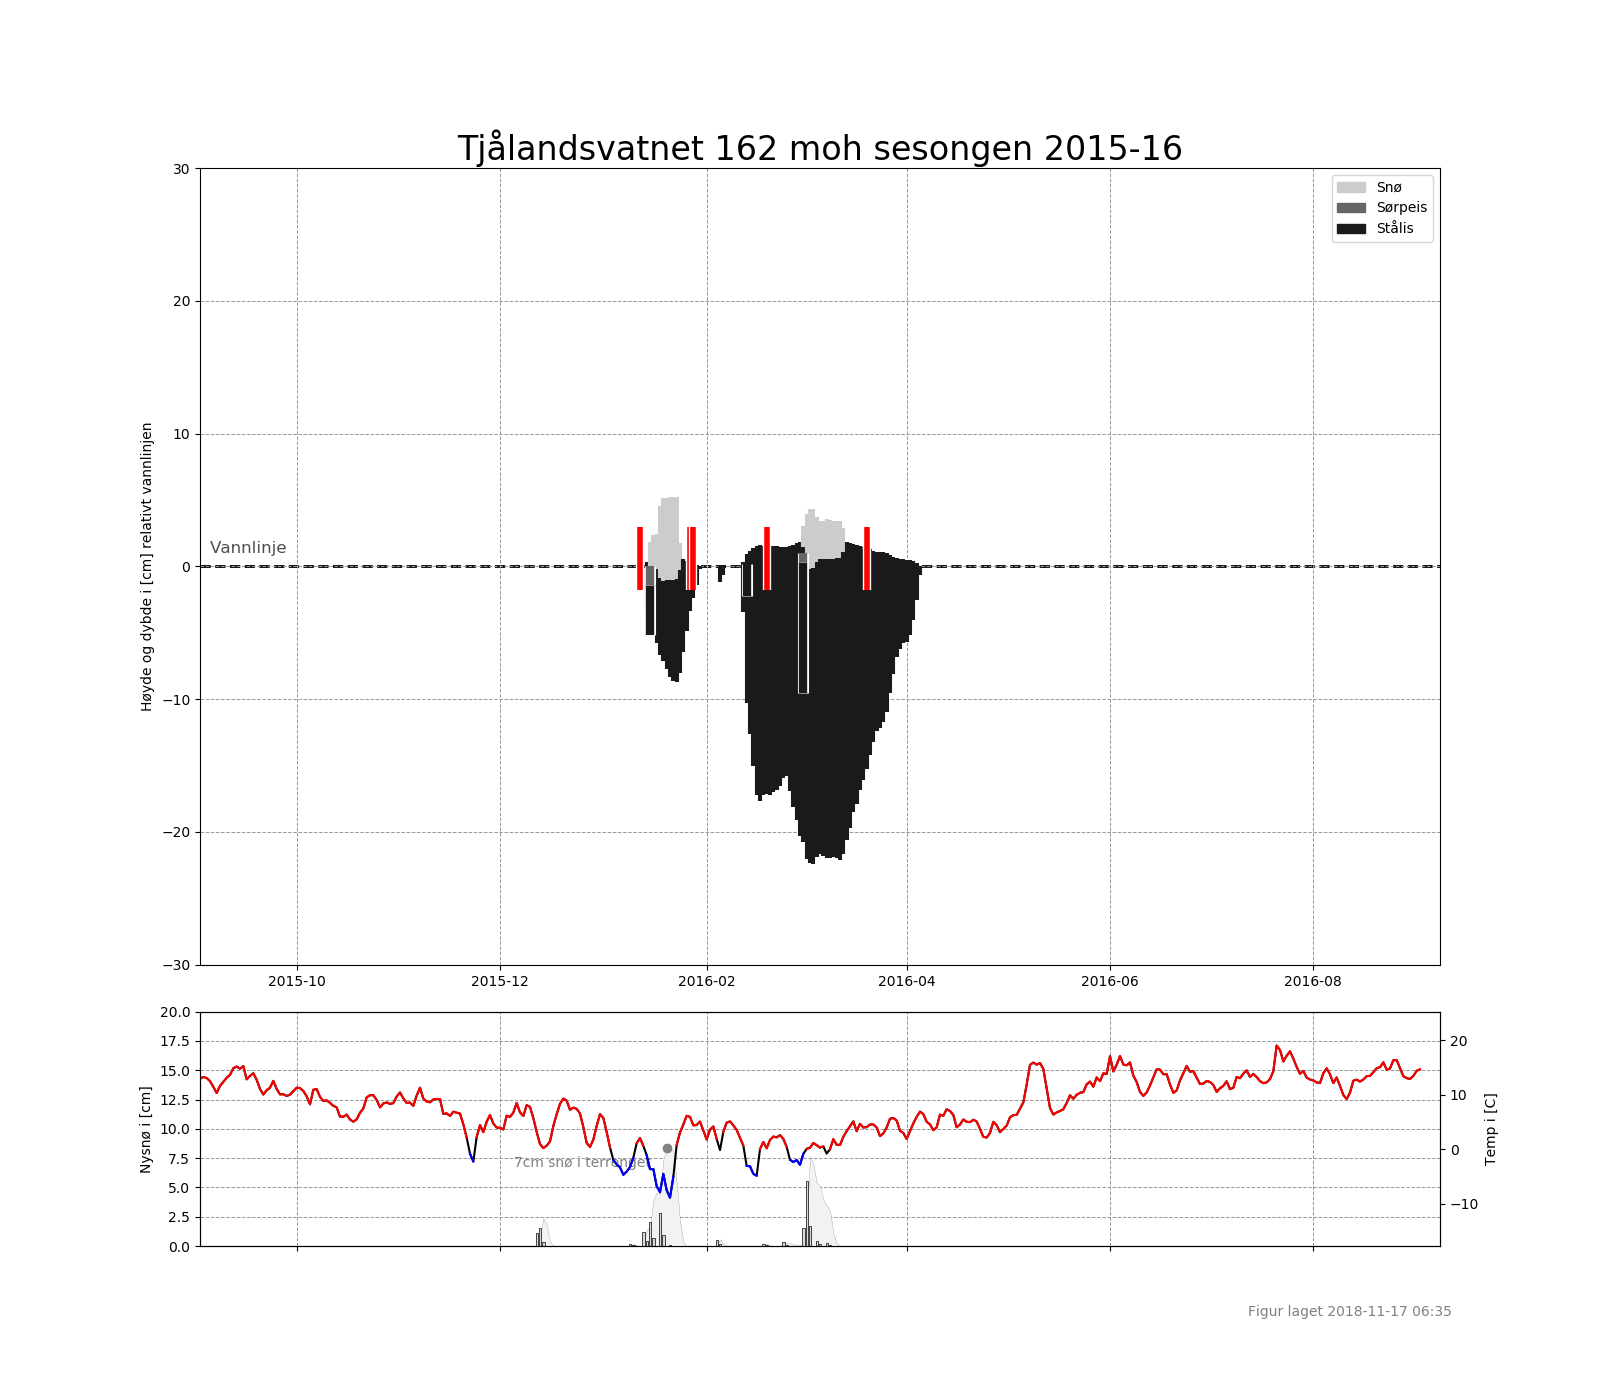 Tjålandsvatnet 162 moh sesongen 2015-16
Høyde og dybde i [cm] relativt vannlinjen
30
20
10
0
−10
−20
−30
Vannlinje
Snø
Sørpeis
Stålis
2015-10
2015-12
2016-02
2016-04
2016-06
2016-08
Nysnø i [cm]
20.0
17.5
15.0
12.5
10.0
7.5
5.0
2.5
0.0
7cm snø i terrenget
20
10
0
−10
Temp i [C]
Figur laget 2018-11-17 06:35